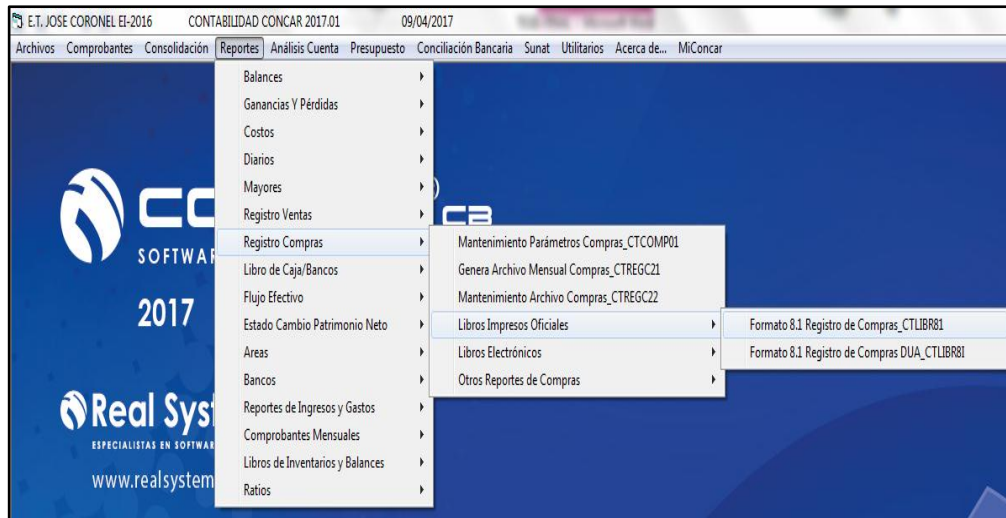 E.T. JOSE CORONEL EI-2016 CONTABILIDAD CONCAR 2017.01 09/04/2017
Archivos Comprobantes Consolidación Reportes Análisis Cuenta Presupuesto Conciliación Bancaria Sunat Utilitarios Acerca de... MiConcar
Balances
Ganancias Y Pérdidas
Costos
Diarios
Mayores
Registro Ventas
Registro Compras
Libro de Caja/Bancos
Flujo Efectivo
Estado Cambio Patrimonio Neto
Areas
Bancos
Reportes de Ingresos y Gastos
Comprobantes Mensuales
Libros de Inventarios y Balances
Ratios
Mantenimiento Parámetros Compras_CTCOMP01
Genera Archivo Mensual Compras_CTREGC21
Mantenimiento Archivo Compras_CTREGC22
Libros Impresos Oficiales
Libros Electrónicos
Otros Reportes de Compras
Formato 8.1 Registro de Compras_CTLIBR81
Formato 8.1 Registro de Compras DUA_CTLIBR8I
CB
2017
Real
ESPECIALISTAS EN
www.realsystem